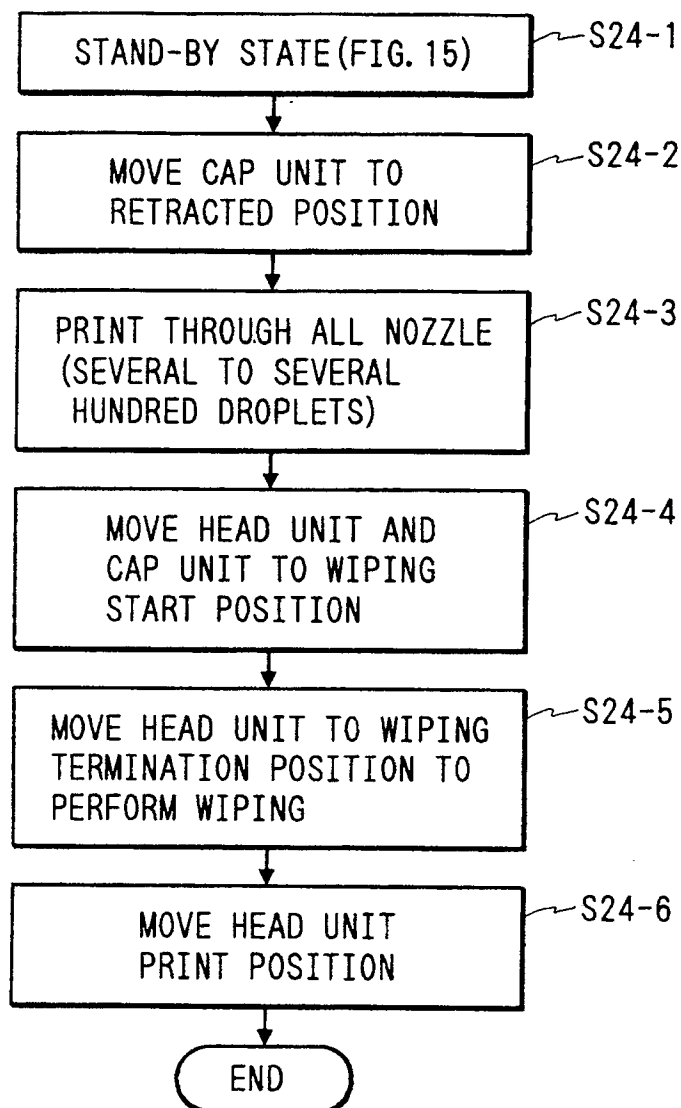 STAND-BY STATE(FIG. 15)
S24-1
MOVE CAP UNIT TO
RETRACTED POSITION
S24-2
PRINT THROUGH ALL NOZZLE
(SEVERAL TO SEVERAL
HUNDRED DROPLETS)
S24-3
MOVE HEAD UNIT AND
CAP UNIT TO WIPING
START POSITION
S24-4
MOVE HEAD UNIT TO WIPING
TERMINATION POSITION TO
PERFORM WIPING
S24-5
MOVE HEAD UNIT
PRINT POSITION
S24-6
END